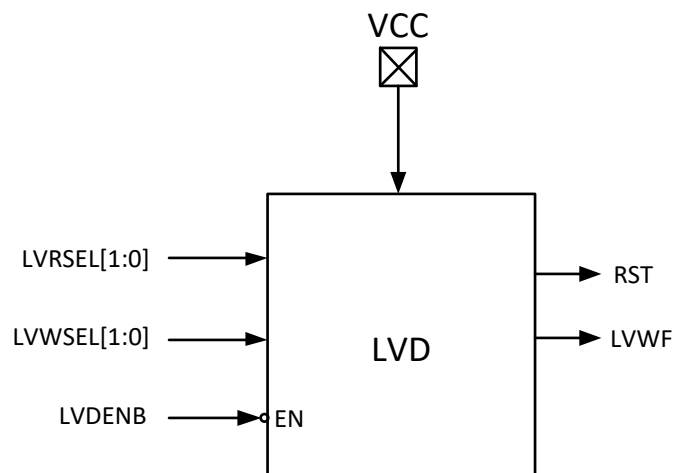 VCC
LVRSEL[1:0]
RST
LVWSEL[1:0]
LVD
LVWF
LVDENB
EN